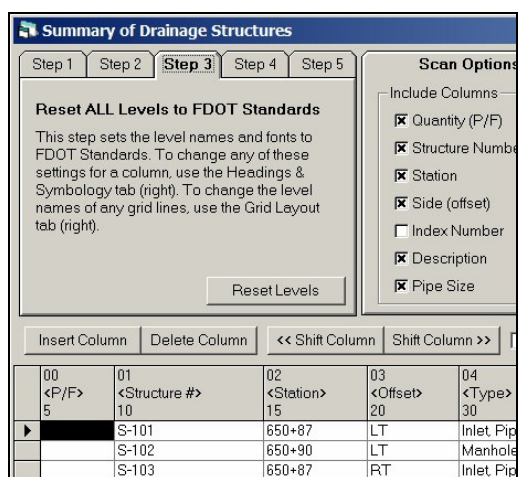 Summary of Drainage Structures
Step 1 Step 2 Step 3 Step 4 Step 5
Reset ALL Levels to FDOT Standards
This step sets the level names and fonts to
FDOT Standards. To change any of these
settings for a column, use the Headings &
Symbology tab (right). To change the level
names of any grid lines, use the Grid Layout
tab (right).
Reset Levels
Scan Options
Include Columns
Quantity (P/F)
Structure Numbe
Station
Side (offset)
Index Number
Description
Pipe Size
Insert Column Delete Column << Shift Column Shift Column >>
00 01 02 03 04
<P/F> <Structure #> <Station> <Offset> <Type>
5 10 15 20 30
S-101 650+87 LT Inlet, Pip
S-102 650+90 LT Manhole
S-103 650+87 RT Inlet, Pip